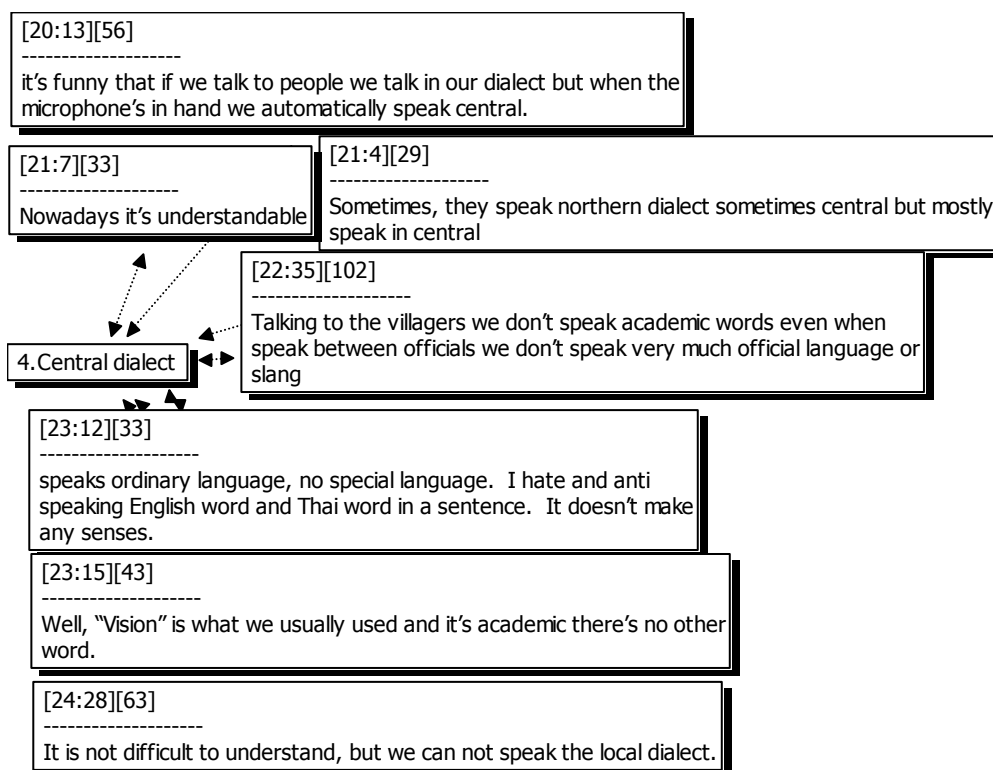 [20:13][56]
--------------------
it's funny that if we talk to people we talk in our dialect but when the
microphone's in hand we automatically speak central.
[21:7][33]
--------------------
Nowadays it's understandable
[21:4][29]
--------------------
Sometimes, they speak northern dialect sometimes central but mostly
speak in central
[22:35][102]
--------------------
Talking to the villagers we don't speak academic words even when
speak between officials we don't speak very much official language or
slang
4.Central dialect
[23:12][33]
--------------------
speaks ordinary language, no special language.  I hate and anti
speaking English word and Thai word in a sentence.  It doesn't make
any senses.
[23:15][43]
--------------------
Well, “Vision” is what we usually used and it's academic there's no other
word.
[24:28][63]
--------------------
It is not difficult to understand, but we can not speak the local dialect.